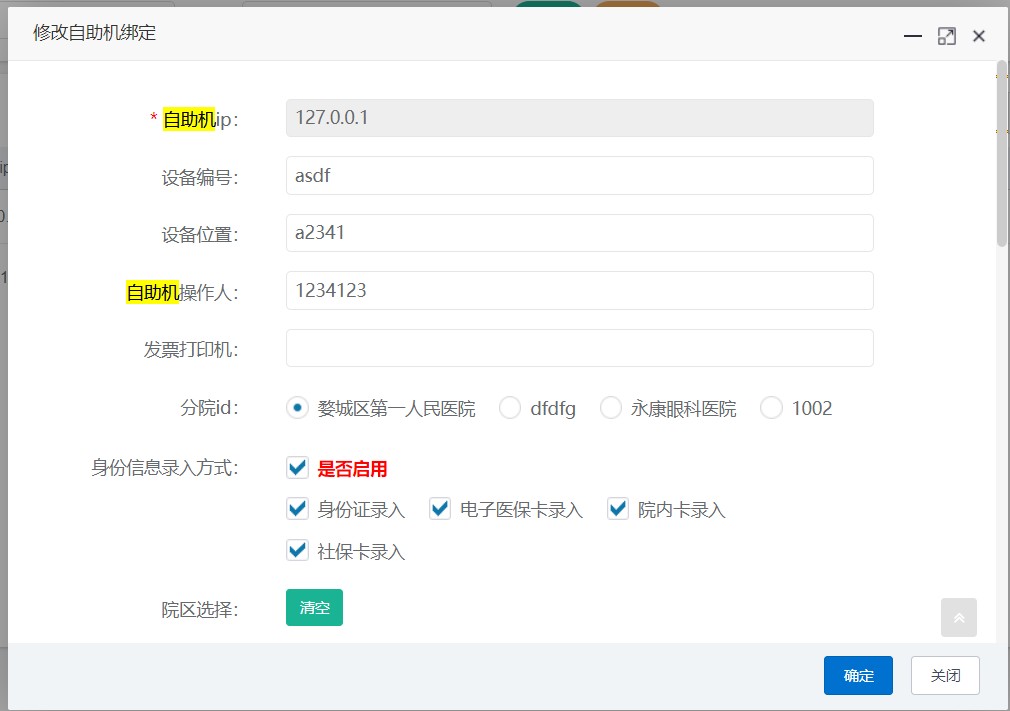 修改自助机绑定
* 自助机ip： 127.0.0.1
设备编号： asdf
设备位置： a2341
自助机操作人： 1234123
发票打印机：
分院id： 婺城区第一人民医院 dfdfg 永康眼科医院 1002
身份信息录入方式： 是否启用
身份证录入 电子医保卡录入 院内卡录入
社保卡录入
院区选择： 清空
确定 关闭